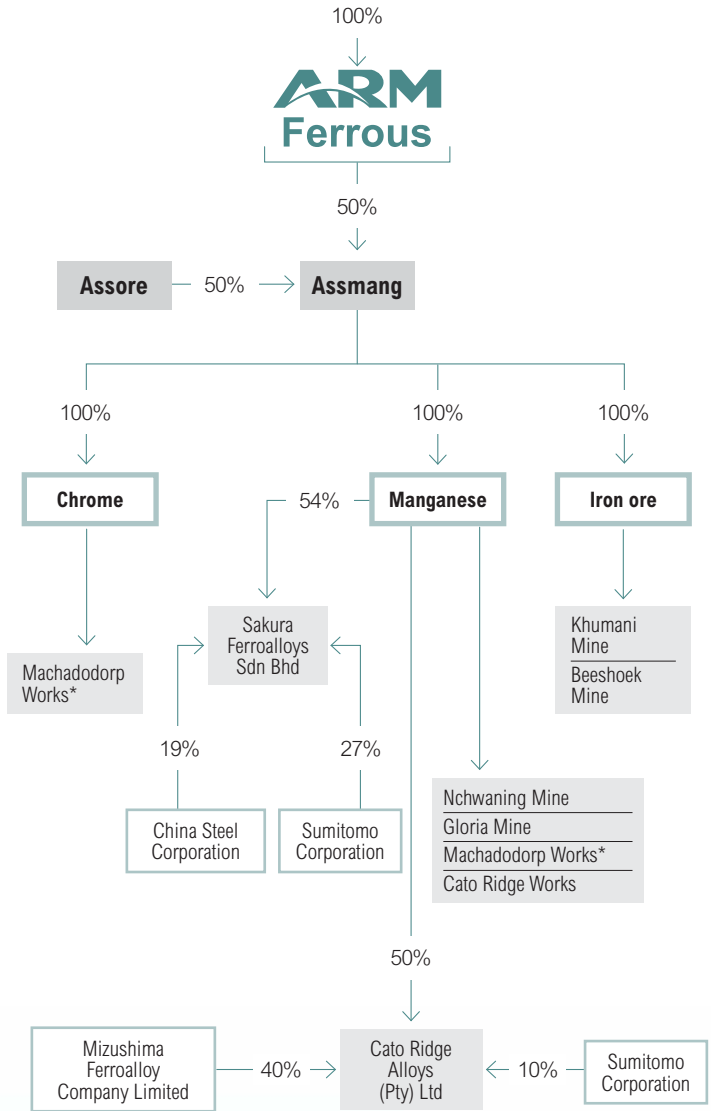 100%
ARM
Ferrous
50%
Assore
50%
Assmang
100%
100%
100%
Chrome
54%
Manganese
Iron ore
Sakura
Ferroalloys
Sdn Bhd
Khumani
Mine
Beeshoek
Mine
Machadodorp
Works*
19%
27%
China Steel
Corporation
Sumitomo
Corporation
Nchwaning Mine
Gloria Mine
Machadodorp Works*
Cato Ridge Works
50%
Mizushima
Ferroalloy
Company Limited
40%
Cato Ridge
Alloys
(Pty) Ltd
10%
Sumitomo
Corporation